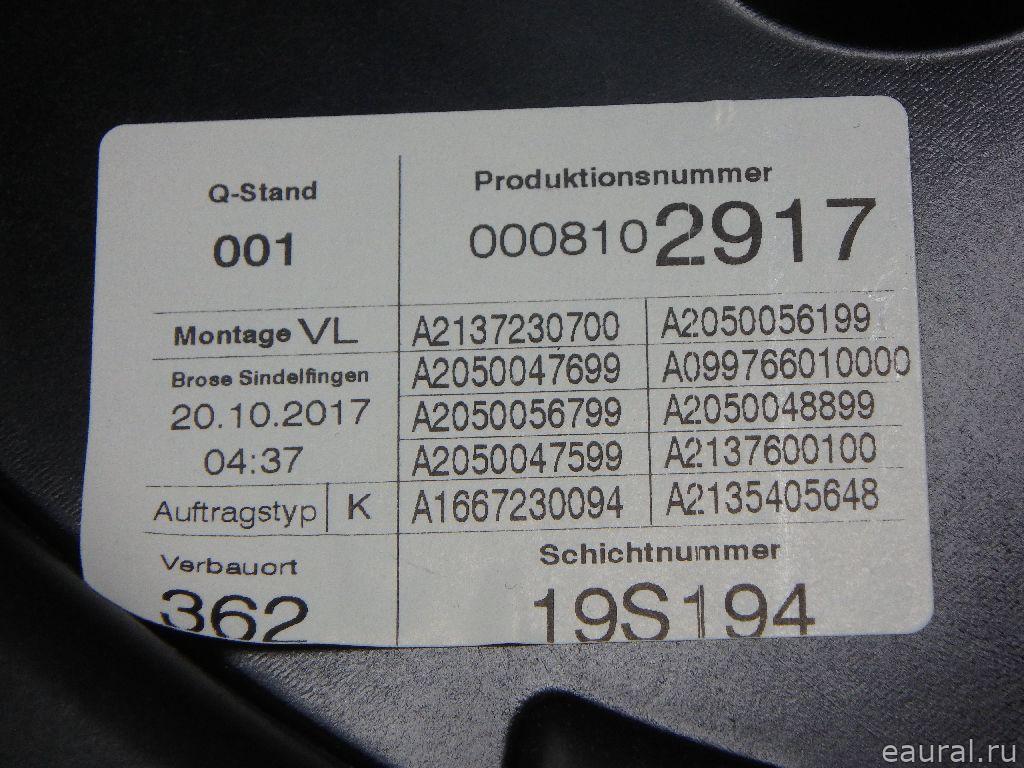 Q-Stand
001
Produktionsnummer
0008102917
Montage VL
Brose Sindelfingen
20.10.2017
04:37
Auftragstyp K
A2137230700 A2050056199
A2050047699 A099766010000
A2050056799 A2050048899
A2050047599 A2137600100
A1667230094 A2135405648
Verbauort
362
Schichtnummer
19S194
eaural.ru